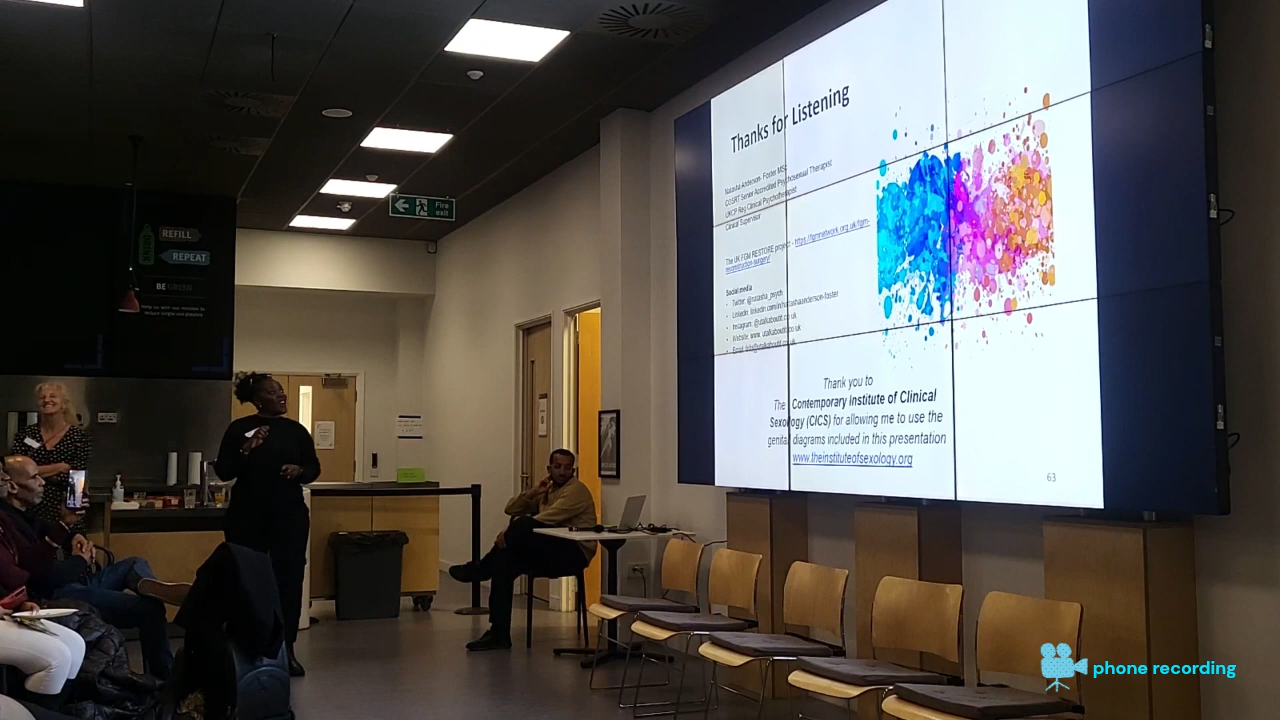 Thanks for Listening
Natasha Anderson- Foster MSc
COSRT Senior Accredited Psychosexual Therapist
UKCP Reg Clinical Psychotherapist
Clinical Supervisor
The UK FGM RESTORE project - https://fgmnetwork.org.uk/fgm-
reconstruction-surgery/
Social media
Twitter: @natasha_psych
Instagram: @utalkaboutit
Website: www.
Thank you to
The Contemporary Institute of Clinical
Sexology (CICS) for allowing me to use the
genital diagrams included in this presentation
www.theinstituteofsexology.org
63
Fire
exit
REFILL
REPEAT
BE GREEN
phone recording